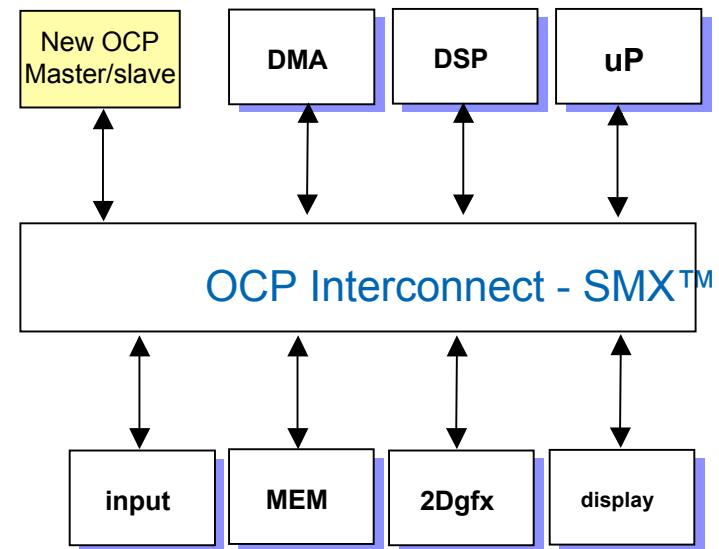 New OCP
Master/slave
DMA
DSP
uP
OCP Interconnect - SMX™
input
MEM
2Dgfx
display